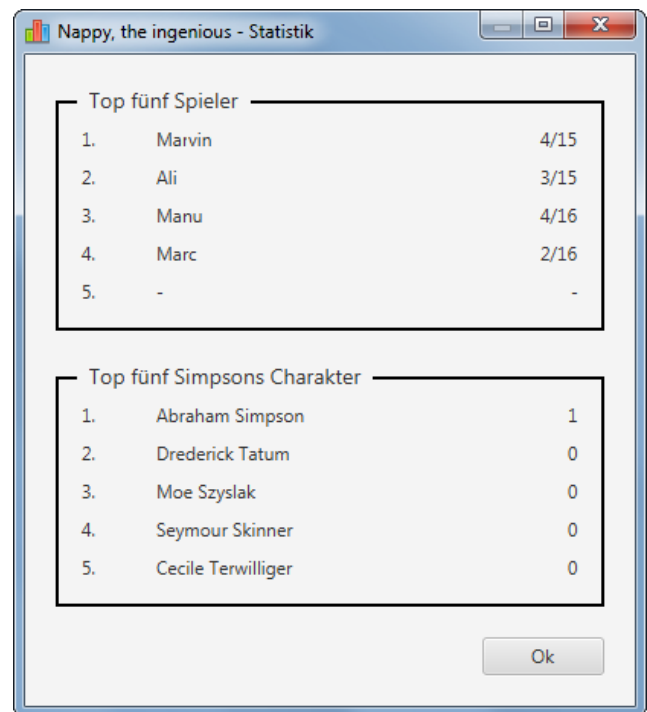 Nappy, the ingenious - Statistik
Top fünf Spieler
1. Marvin 4/15
2. Ali 3/15
3. Manu 4/16
4. Marc 2/16
5. - -
Top fünf Simpsons Charakter
1. Abraham Simpson 1
2. Drederick Tatum 0
3. Moe Szyslak 0
4. Seymour Skinner 0
5. Cecile Terwilliger 0
Ok